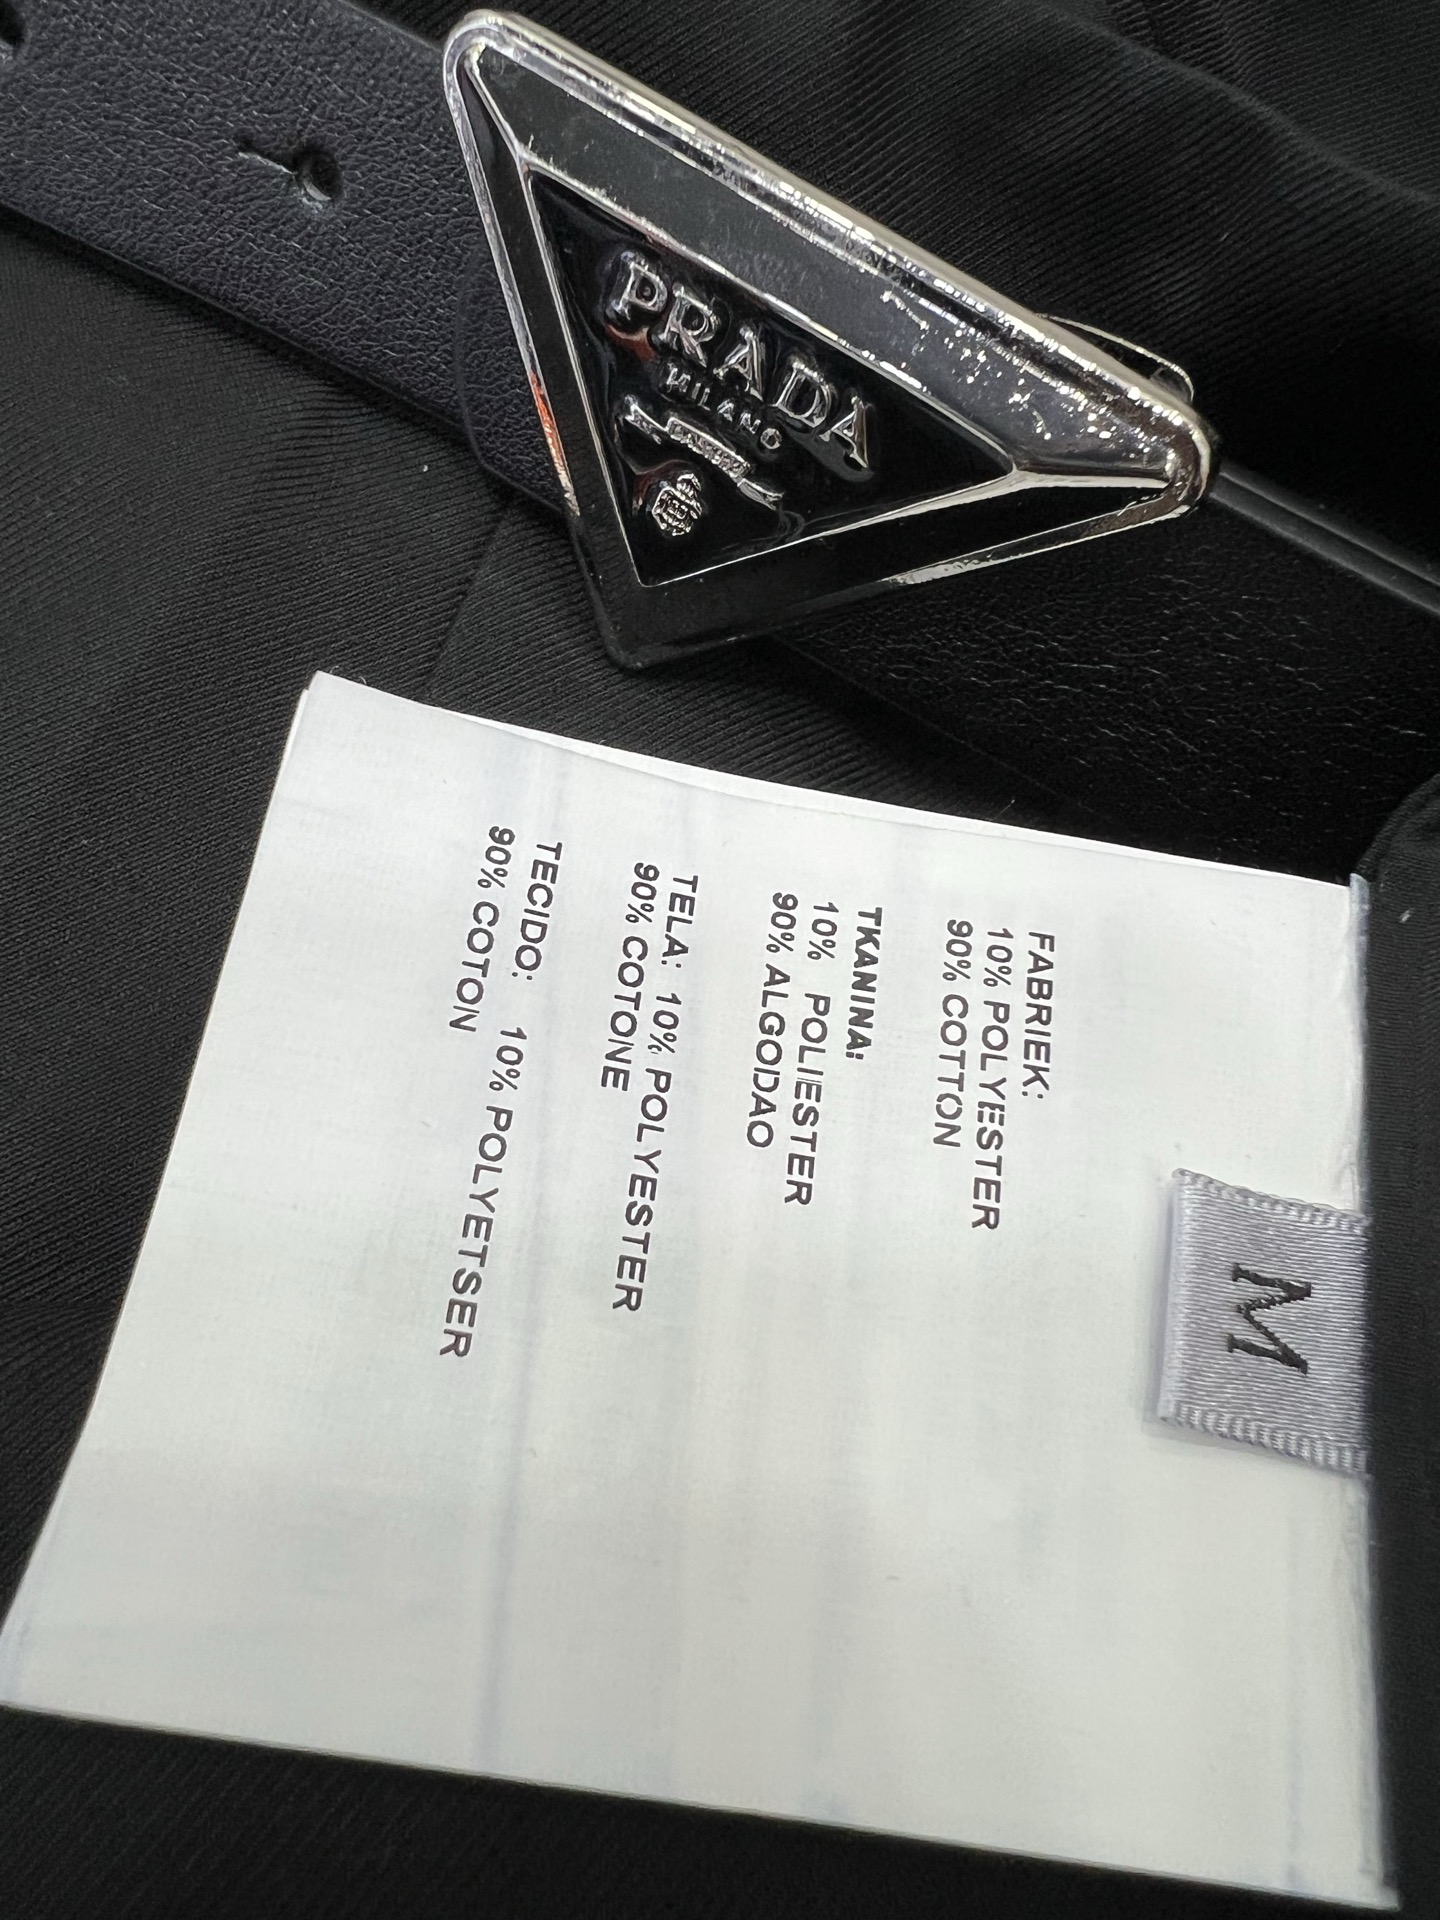 PRADA
MILANO
M
FABRIEK:
10% POLYESTER
90% COTTON
TKANINA:
10% POLIESTER
90% ALGODAO
TELA: 10% POLYESTER
90% COTONE
TECIDO: 10% POLYETSER
90% COTON